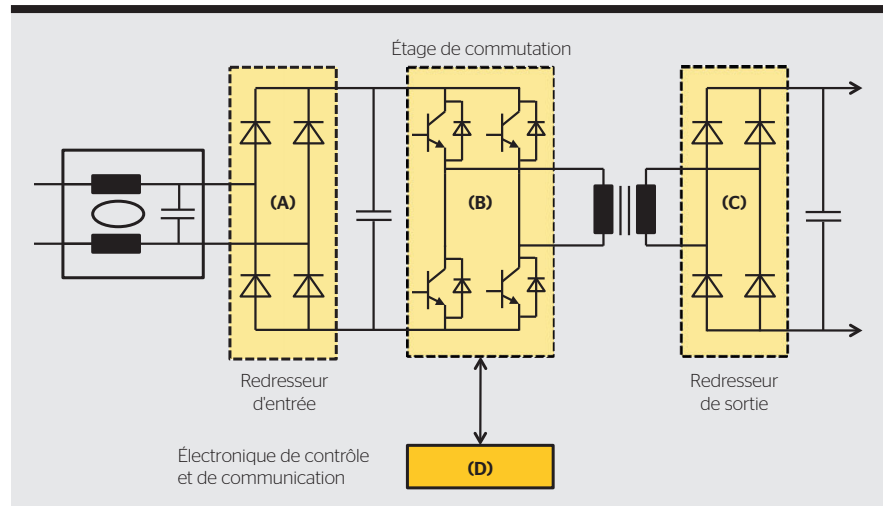 Étage de commutation
(A)
(B)
(C)
Redresseur
d'entrée
Redresseur
de sortie
Électronique de contrôle
et de communication
(D)